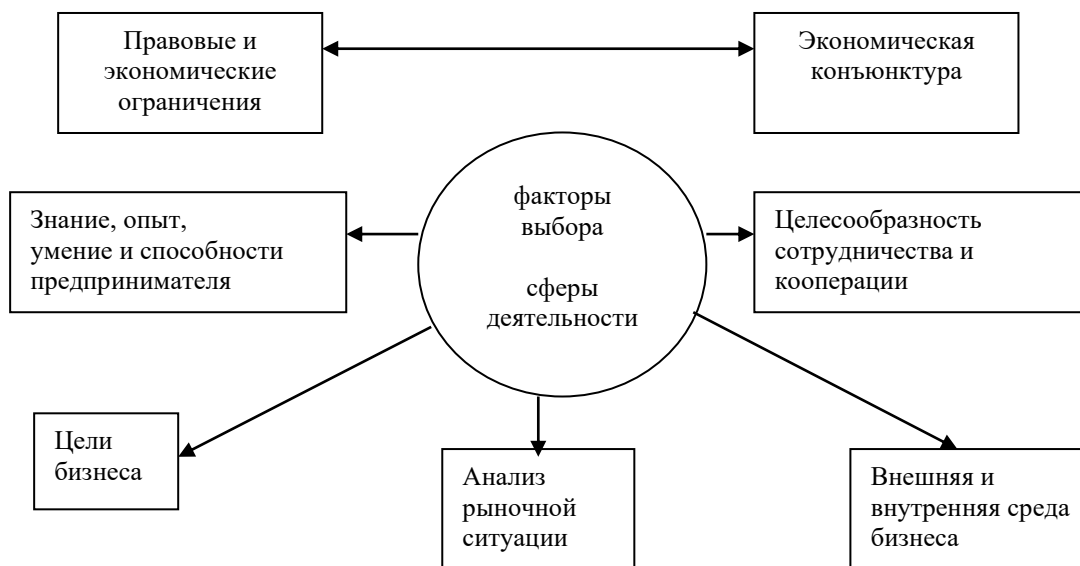 Правовые и
экономические
ограничения
Экономическая
конъюнктура
факторы
выбора
сферы
деятельности
Знание, опыт,
умение и способности
предпринимателя
Целесообразность
сотрудничества и
кооперации
Цели
бизнеса
Анализ
рыночной
ситуации
Внешняя и
внутренняя среда
бизнеса